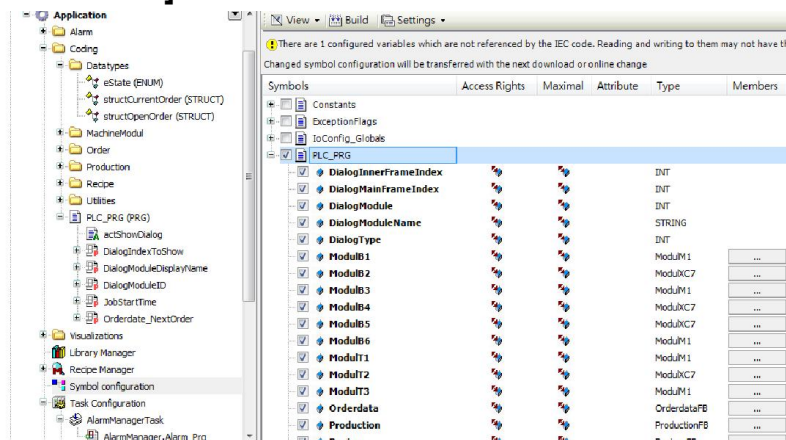 Application
Alarm
Coding
Datatypes
eState (ENUM)
structCurrentOrder (STRUCT)
structOpenOrder (STRUCT)
MachineModul
Order
Production
Recipe
Utilities
PLC_PRG (PRG)
actShowDialog
DialogIndexToShow
DialogModuleDisplayName
DialogModuleID
JobStartTime
Orderdate_NextOrder
Visualizations
Library Manager
Recipe Manager
Symbol configuration
Task Configuration
AlarmManagerTask
AlarmManager.Alarm_Prg
View Build Settings
There are 1 configured variables which are not referenced by the IEC code. Reading and writing to them may not have th
Changed symbol configuration will be transferred with the next download or online change
Symbols Access Rights Maximal Attribute Type Members
Constants
ExceptionFlags
IoConfig_Globals
PLC_PRG
DialogInnerFrameIndex INT
DialogMainFrameIndex INT
DialogModule INT
DialogModuleName STRING
DialogType INT
ModulB1 ModulM1 ...
ModulB2 ModulXC7 ...
ModulB3 ModulM1 ...
ModulB4 ModulXC7 ...
ModulB5 ModulXC7 ...
ModulB6 ModulM1 ...
ModulT1 ModulM1 ...
ModulT2 ModulXC7 ...
ModulT3 ModulM1 ...
Orderdata OrderdataFB ...
Production ProductionFB ...